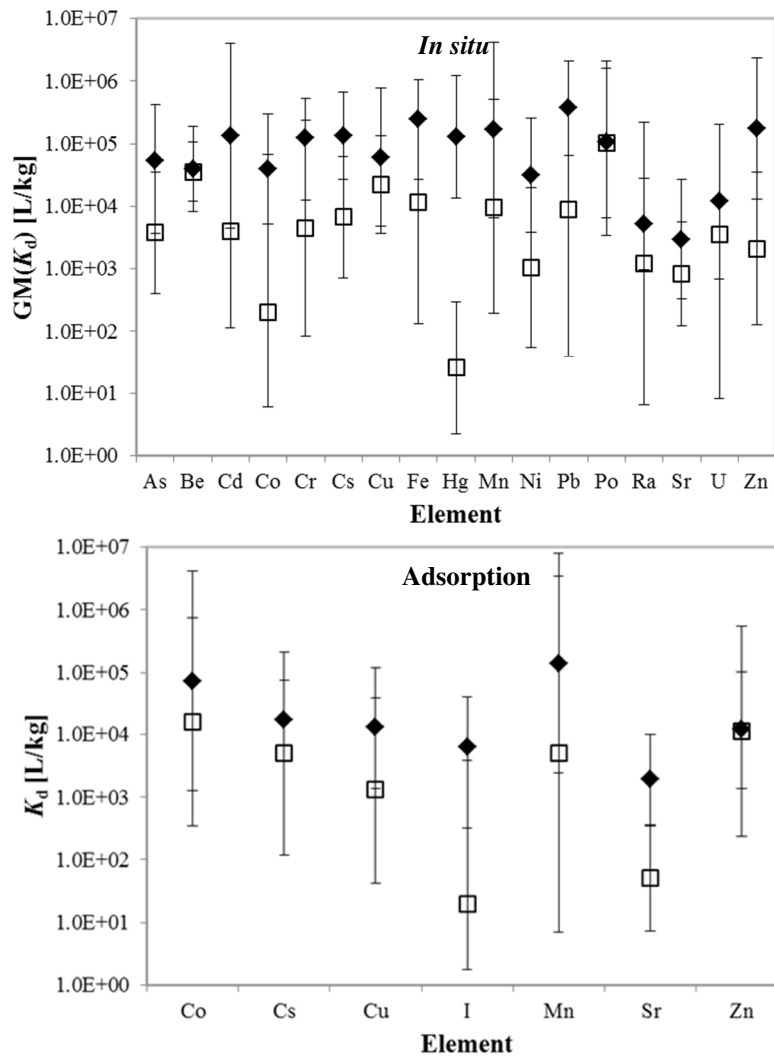 In situ
GM(Kd) [L/kg]
1.0E+07
1.0E+06
1.0E+05
1.0E+04
1.0E+03
1.0E+02
1.0E+01
1.0E+00
As Be Cd Co Cr Cs Cu Fe Hg Mn Ni Pb Po Ra Sr U Zn
Element
Adsorption
Kd [L/kg]
1.0E+07
1.0E+06
1.0E+05
1.0E+04
1.0E+03
1.0E+02
1.0E+01
1.0E+00
Co Cs Cu I Mn Sr Zn
Element